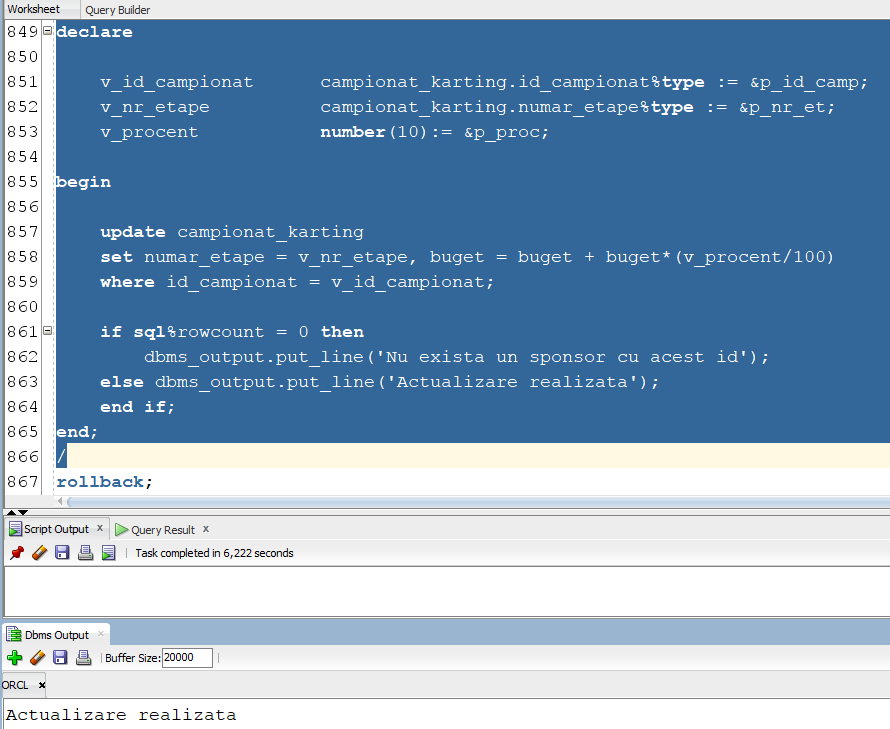 Worksheet Query Builder
849 declare
850
851 v_id_campionat campionat_karting.id_campionat%type := &p_id_camp;
852 v_nr_etape campionat_karting.numar_etape%type := &p_nr_et;
853 v_procent number(10):= &p_proc;
854
855 begin
856
857 update campionat_karting
858 set numar_etape = v_nr_etape, buget = buget + buget*(v_procent/100)
859 where id_campionat = v_id_campionat;
860
861 if sql%rowcount = 0 then
862 dbms_output.put_line('Nu exista un sponsor cu acest id');
863 else dbms_output.put_line('Actualizare realizata');
864 end if;
865 end;
866 /
867 rollback;
Script Output x Query Result x
Task completed in 6,222 seconds
Dbms Output x
Buffer Size: 20000
ORCL x
Actualizare realizata